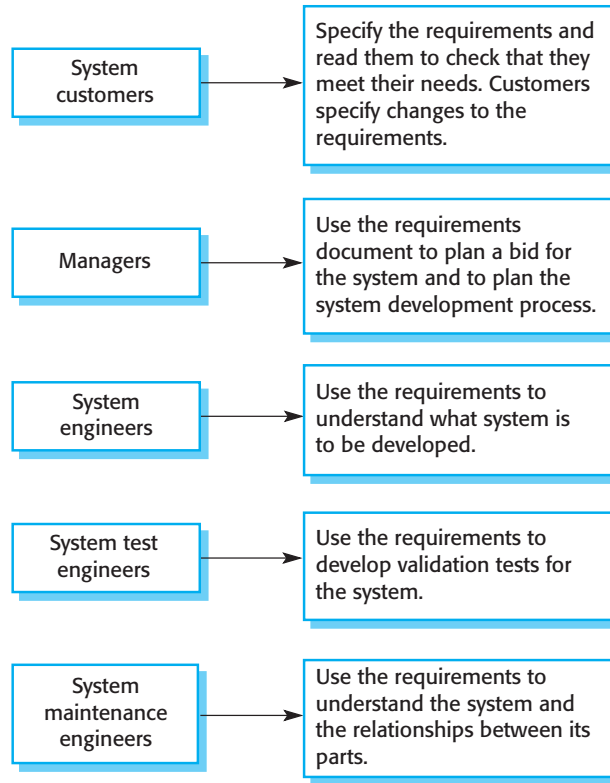 System
customers
Specify the requirements and
read them to check that they
meet their needs. Customers
specify changes to the
requirements.
Managers
Use the requirements
document to plan a bid for
the system and to plan the
system development process.
System
engineers
Use the requirements to
understand what system is
to be developed.
System test
engineers
Use the requirements to
develop validation tests for
the system.
System
maintenance
engineers
Use the requirements to
understand the system and
the relationships between its
parts.